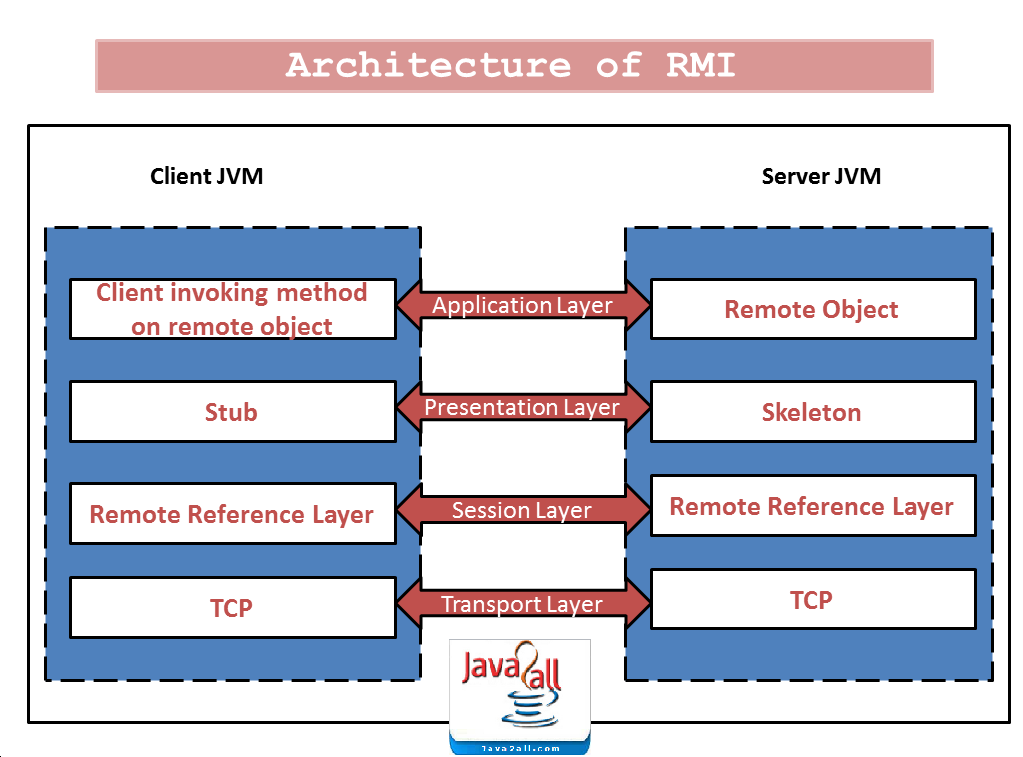 Architecture of RMI
Client JVM
Server JVM
Client invoking method
on remote object
Application Layer
Remote Object
Stub
Presentation Layer
Skeleton
Remote Reference Layer
Session Layer
Remote Reference Layer
TCP
Transport Layer
TCP
Java2all
Java2all.com